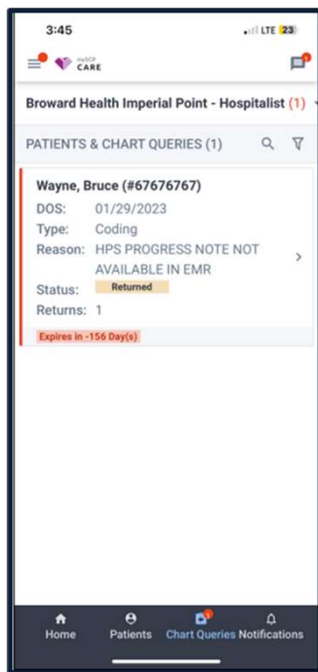 3:45
LTE 23
mySCP
CARE
Broward Health Imperial Point - Hospitalist (1)
PATIENTS & CHART QUERIES (1)
Wayne, Bruce (#67676767)
DOS: 01/29/2023
Type: Coding
Reason: HPS PROGRESS NOTE NOT
AVAILABLE IN EMR
Status: Returned
Returns: 1
Expires in -156 Day(s)
Home Patients Chart Queries Notifications